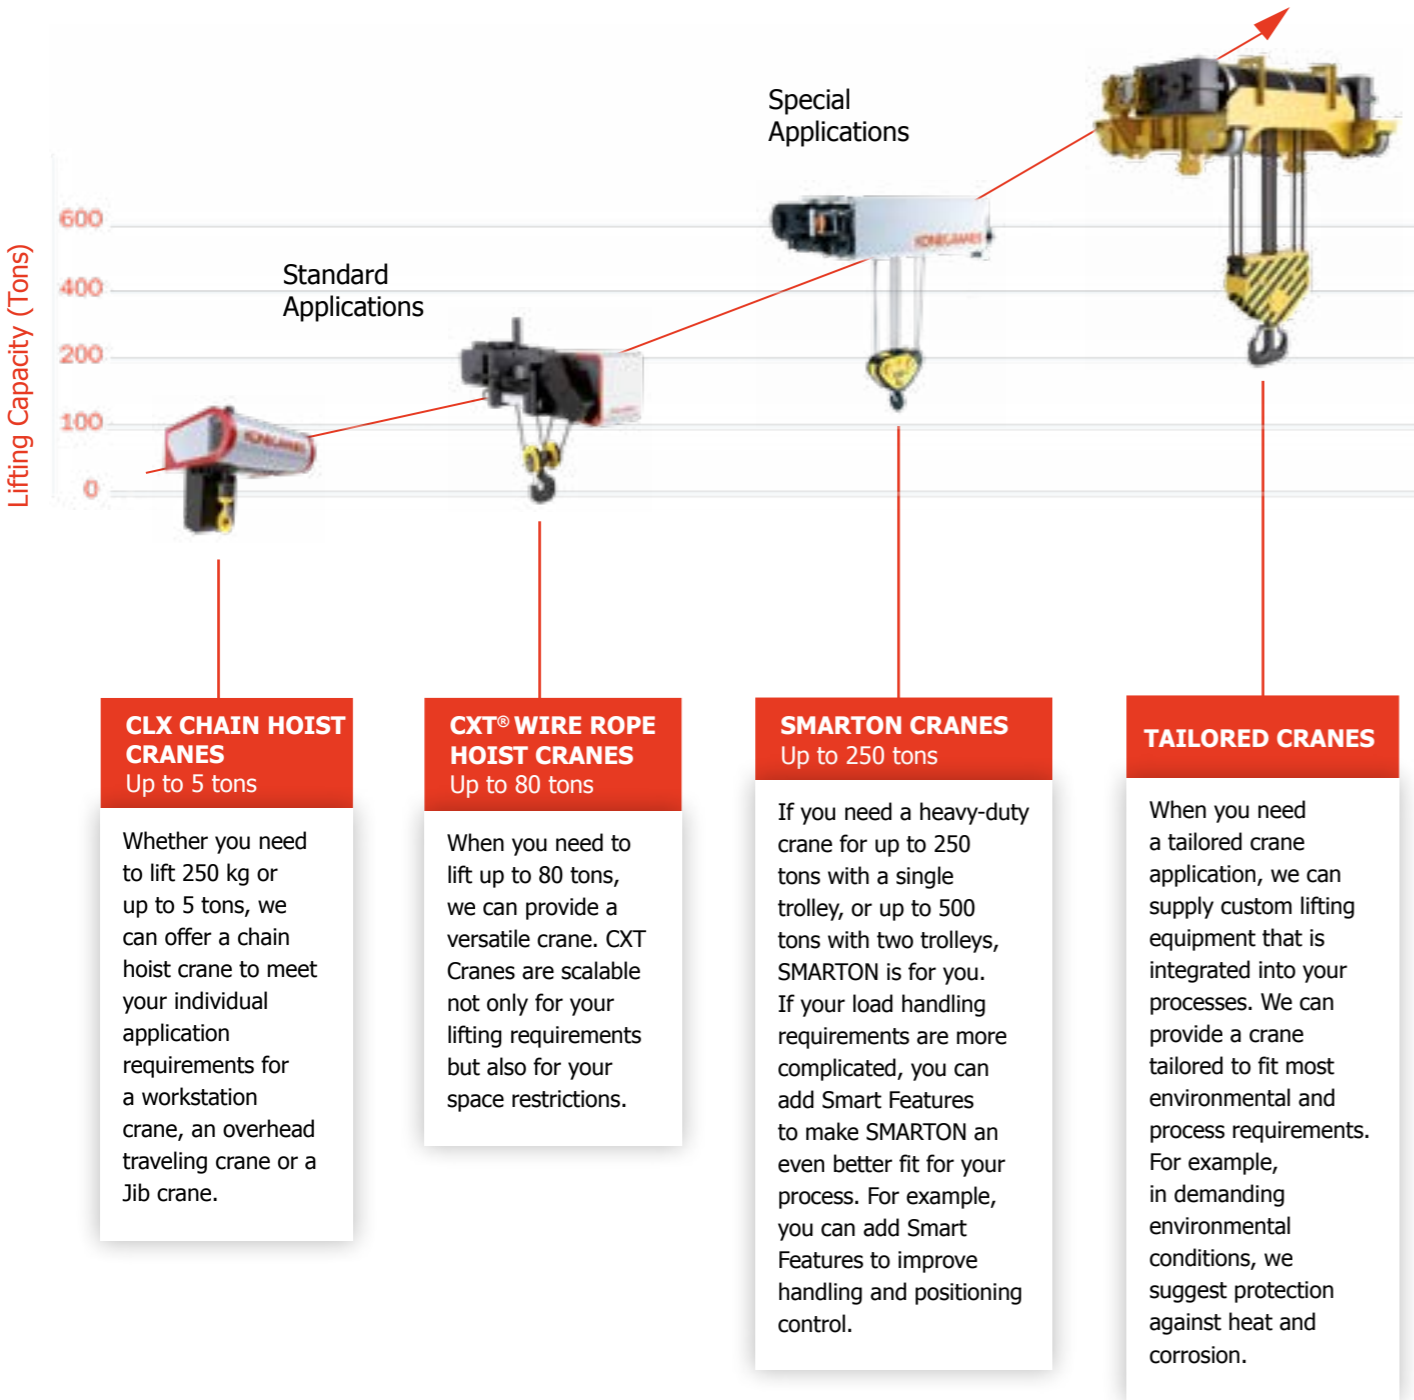 Special
Applications
600
Standard
Applications
400
200
100
0
Lifting Capacity (Tons)
KONECRANES
KONECRANES
CLX CHAIN HOIST
CRANES
Up to 5 tons
Whether you need
to lift 250 kg or
up to 5 tons, we
can offer a chain
hoist crane to meet
your individual
application
requirements for
a workstation
crane, an overhead
traveling crane or a
Jib crane.
CXT® WIRE ROPE
HOIST CRANES
Up to 80 tons
When you need to
lift up to 80 tons,
we can provide a
versatile crane. CXT
Cranes are scalable
not only for your
lifting requirements
but also for your
space restrictions.
SMARTON CRANES
Up to 250 tons
If you need a heavy-duty
crane for up to 250
tons with a single
trolley, or up to 500
tons with two trolleys,
SMARTON is for you.
If your load handling
requirements are more
complicated, you can
add Smart Features
to make SMARTON an
even better fit for your
process. For example,
you can add Smart
Features to improve
handling and positioning
control.
TAILORED CRANES
When you need
a tailored crane
application, we can
supply custom lifting
equipment that is
integrated into your
processes. We can
provide a crane
tailored to fit most
environmental and
process requirements.
For example,
in demanding
environmental
conditions, we
suggest protection
against heat and
corrosion.